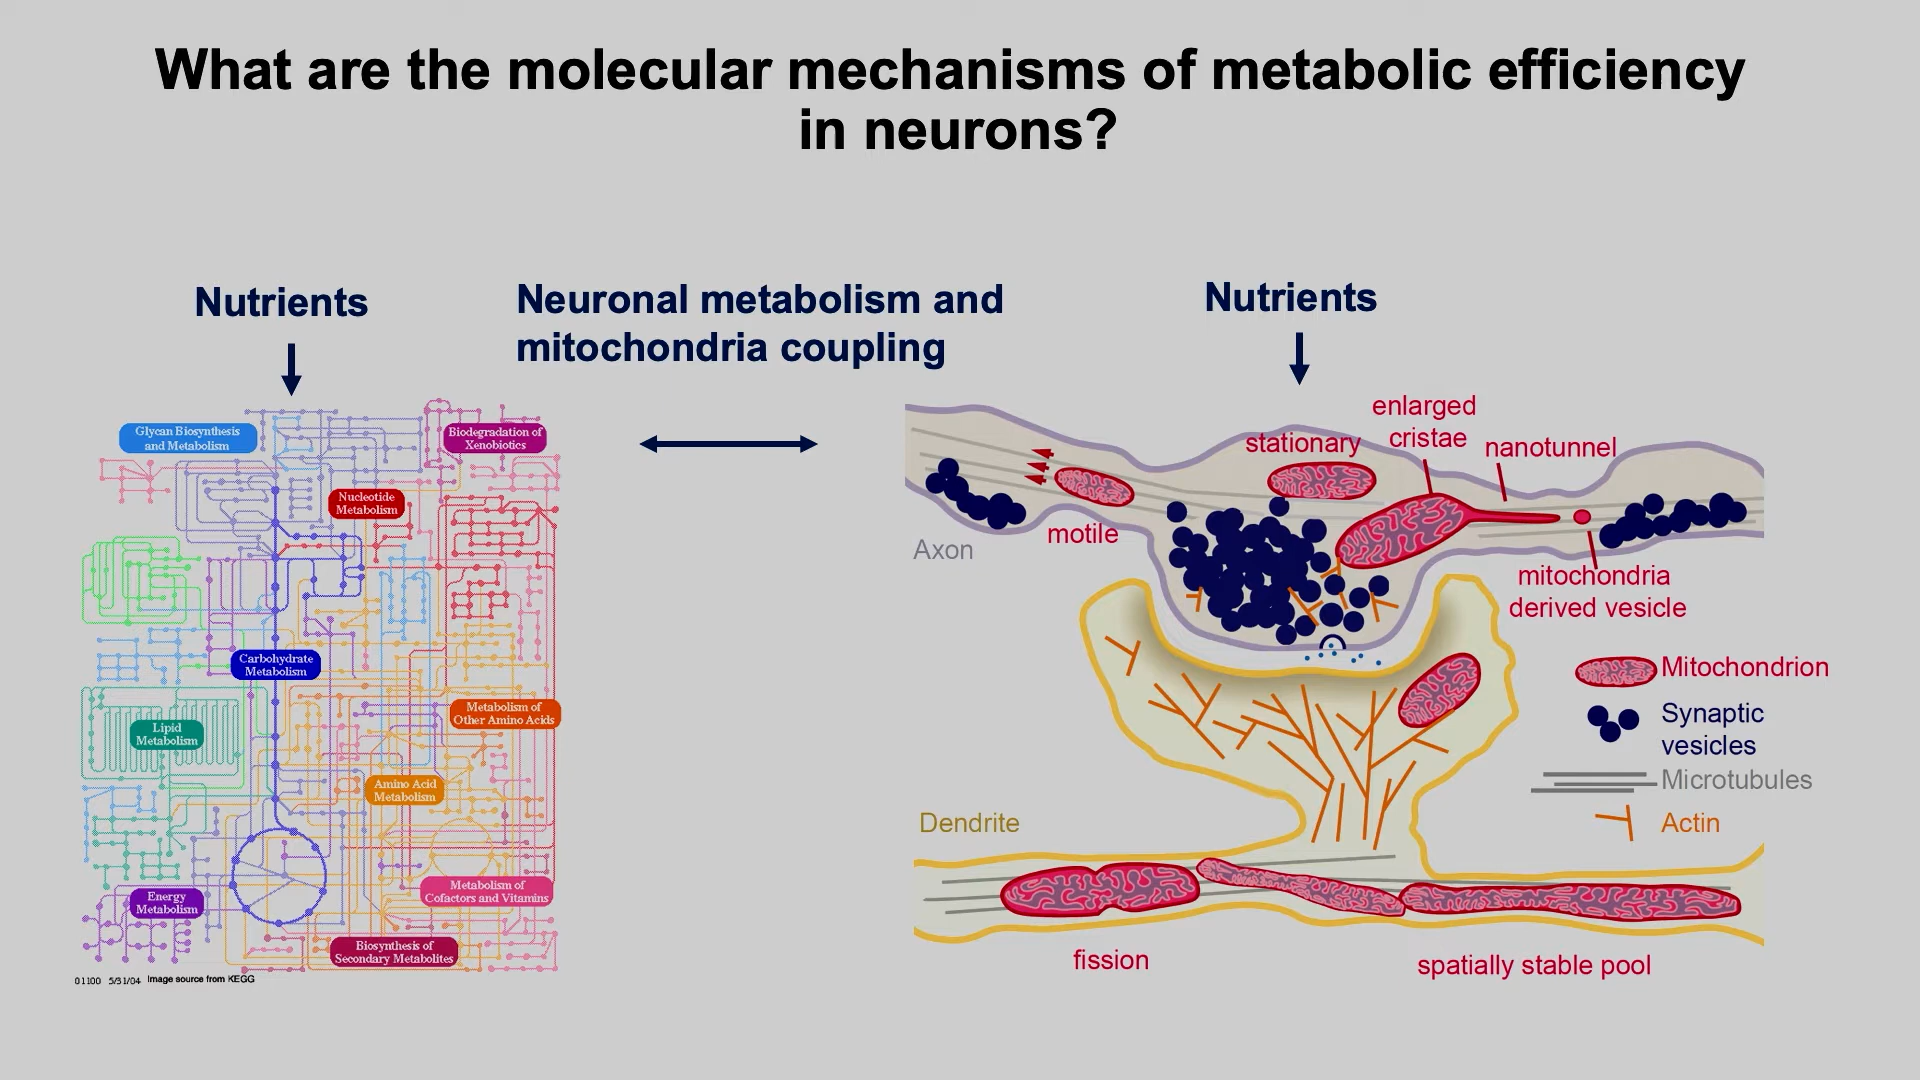 What are the molecular mechanisms of metabolic efficiency
in neurons?
Nutrients
Neuronal metabolism and
mitochondria coupling
Nutrients
Glycan Biosynthesis
and Metabolism
Biodegradation of
Xenobiotics
Nucleotide
Metabolism
Carbohydrate
Metabolism
Lipid
Metabolism
Metabolism of
Other Amino Acids
Amino Acid
Metabolism
Metabolism of
Cofactors and Vitamins
Energy
Metabolism
Biosynthesis of
Secondary Metabolites
01100 5/31/04 Image source from KEGG
enlarged
cristae
stationary
nanotunnel
motile
Axon
mitochondria
derived vesicle
Mitochondrion
Synaptic
vesicles
Microtubules
Actin
Dendrite
fission
spatially stable pool